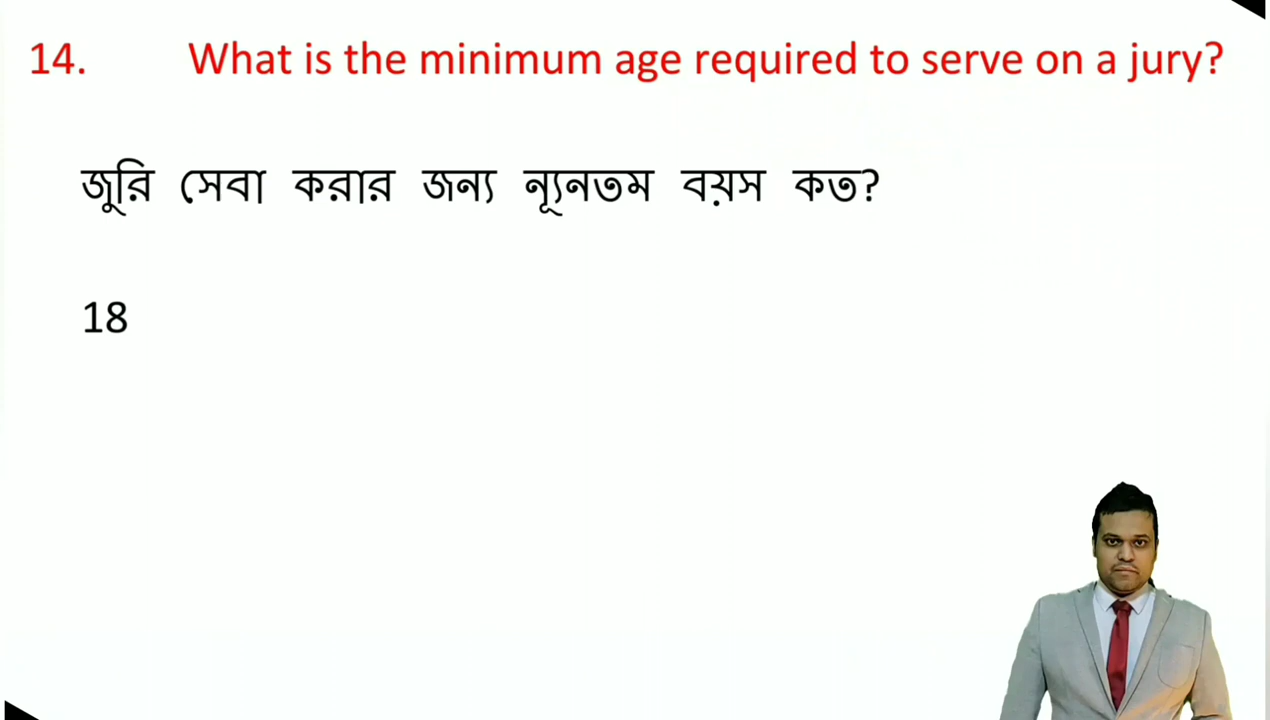 14. What is the minimum age required to serve on a jury?
জুরি সেবা করার জন্য ন্যূনতম বয়স কত?
18